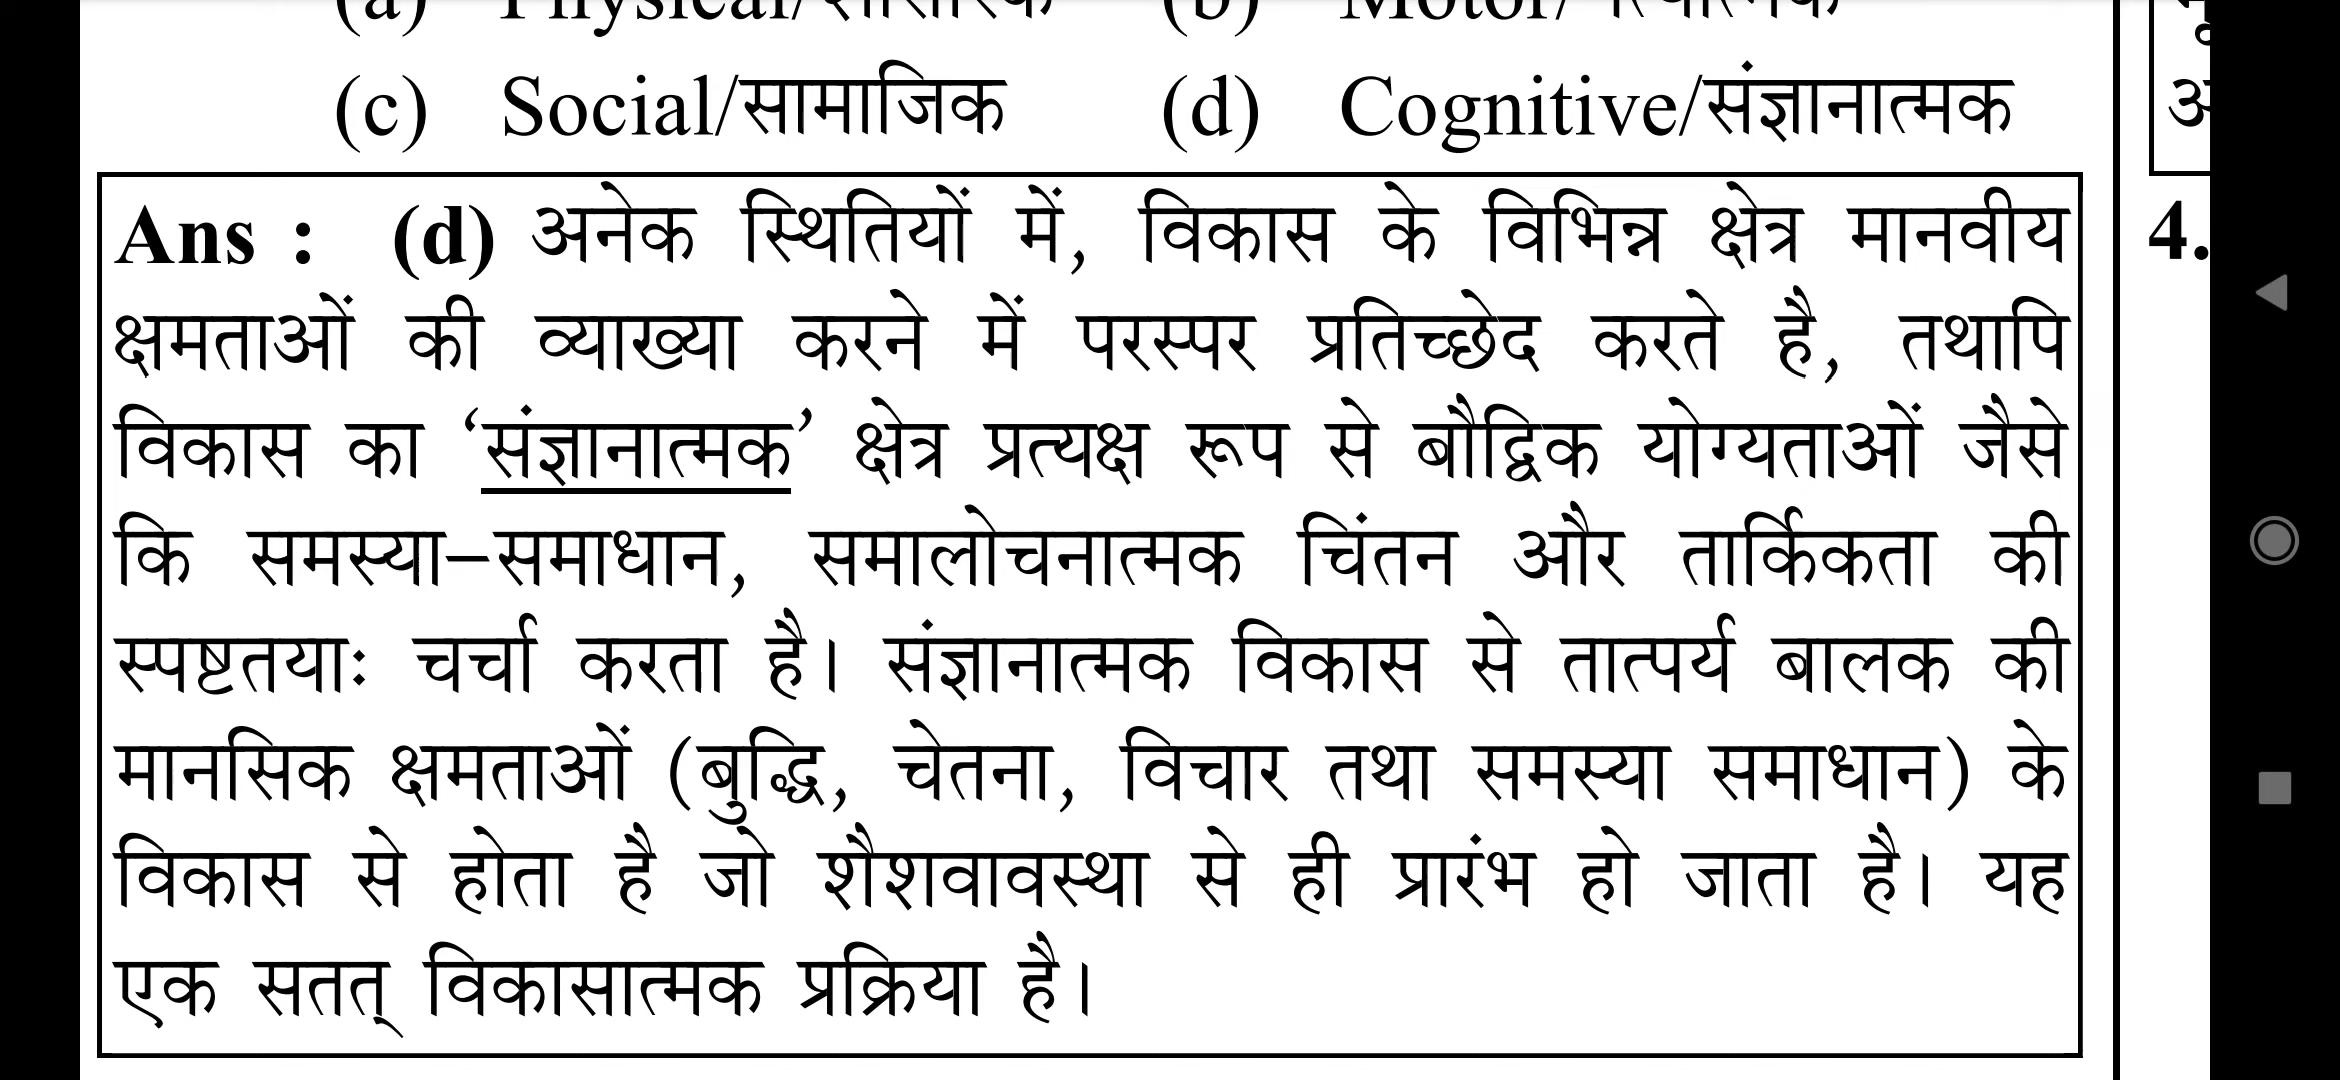 (c) Social/सामाजिक (d) Cognitive/संज्ञानात्मक
Ans : (d) अनेक स्थितियों में, विकास के विभिन्न क्षेत्र मानवीय
क्षमताओं की व्याख्या करने में परस्पर प्रतिच्छेद करते है, तथापि
विकास का ‘संज्ञानात्मक’ क्षेत्र प्रत्यक्ष रूप से बौद्विक योग्यताओं जैसे
कि समस्या–समाधान, समालोचनात्मक चिंतन और तार्किकता की
स्पष्टतयाः चर्चा करता है। संज्ञानात्मक विकास से तात्पर्य बालक की
मानसिक क्षमताओं (बुद्धि, चेतना, विचार तथा समस्या समाधान) के
विकास से होता है जो शैशवावस्था से ही प्रारंभ हो जाता है। यह
एक सतत् विकासात्मक प्रक्रिया है।
4.